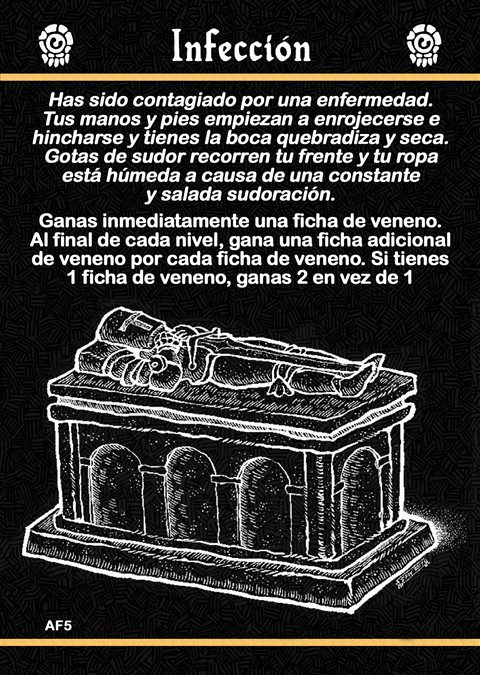 Infección
Has sido contagiado por una enfermedad.
Tus manos y pies empiezan a enrojecerse e
hincharse y tienes la boca quebradiza y seca.
Gotas de sudor recorren tu frente y tu ropa
está húmeda a causa de una constante
y salada sudoración.
Ganas inmediatamente una ficha de veneno.
Al final de cada nivel, gana una ficha adicional
de veneno por cada ficha de veneno. Si tienes
1 ficha de veneno, ganas 2 en vez de 1
AF5